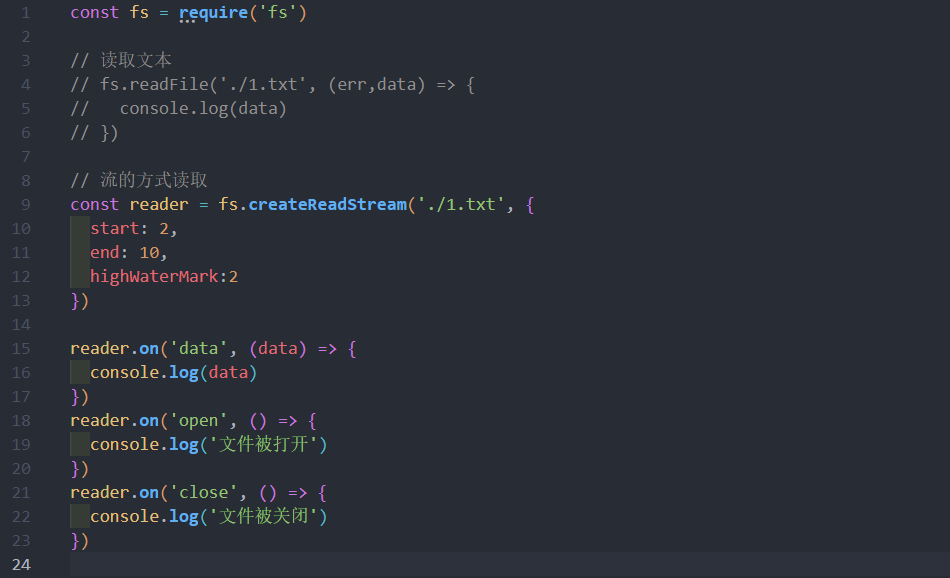 1 const fs = require('fs')
2
3 // 读取文本
4 // fs.readFile('./1.txt', (err,data) => {
5 //   console.log(data)
6 // })
7
8 // 流的方式读取
9 const reader = fs.createReadStream('./1.txt', {
10   start: 2,
11   end: 10,
12   highWaterMark:2
13 })
14
15 reader.on('data', (data) => {
16   console.log(data)
17 })
18 reader.on('open', () => {
19   console.log('文件被打开')
20 })
21 reader.on('close', () => {
22   console.log('文件被关闭')
23 })
24